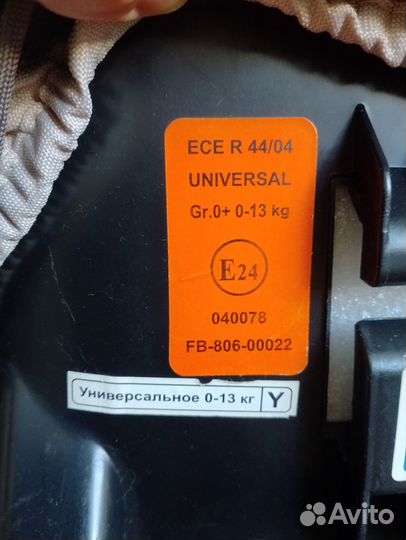 ECE R 44/04
UNIVERSAL
Gr.0+ 0-13 kg
E24
040078
FB-806-00022
Универсальное 0-13 кг Y
Avito